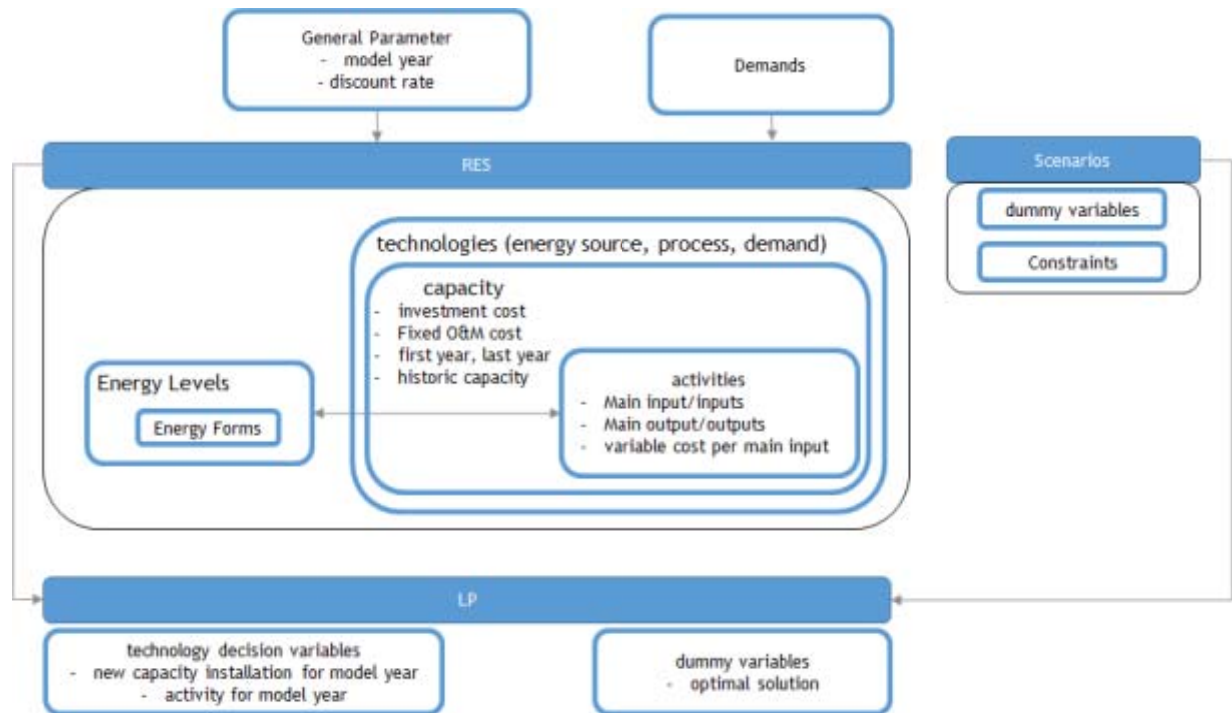 General Parameter
- model year
- discount rate
Demands
RES
Scenarios
dummy variables
Constraints
technologies (energy source, process, demand)
capacity
- investment cost
- Fixed O&M cost
- first year, last year
- historic capacity
Energy Levels
Energy Forms
activities
- Main input/inputs
- Main output/outputs
- variable cost per main input
LP
technology decision variables
- new capacity installation for model year
- activity for model year
dummy variables
- optimal solution